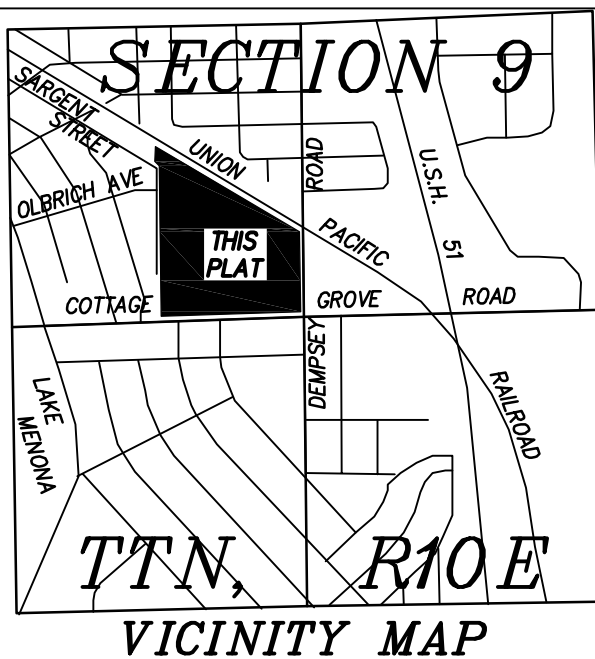 SECTION 9
SARGENT
STREET
UNION
ROAD
U.S.H.
51
OLBRICH AVE
PACIFIC
THIS
PLAT
COTTAGE
GROVE
ROAD
DEMPSEY
LAKE
MENONA
RAILROAD
TTN, R10E
VICINITY MAP